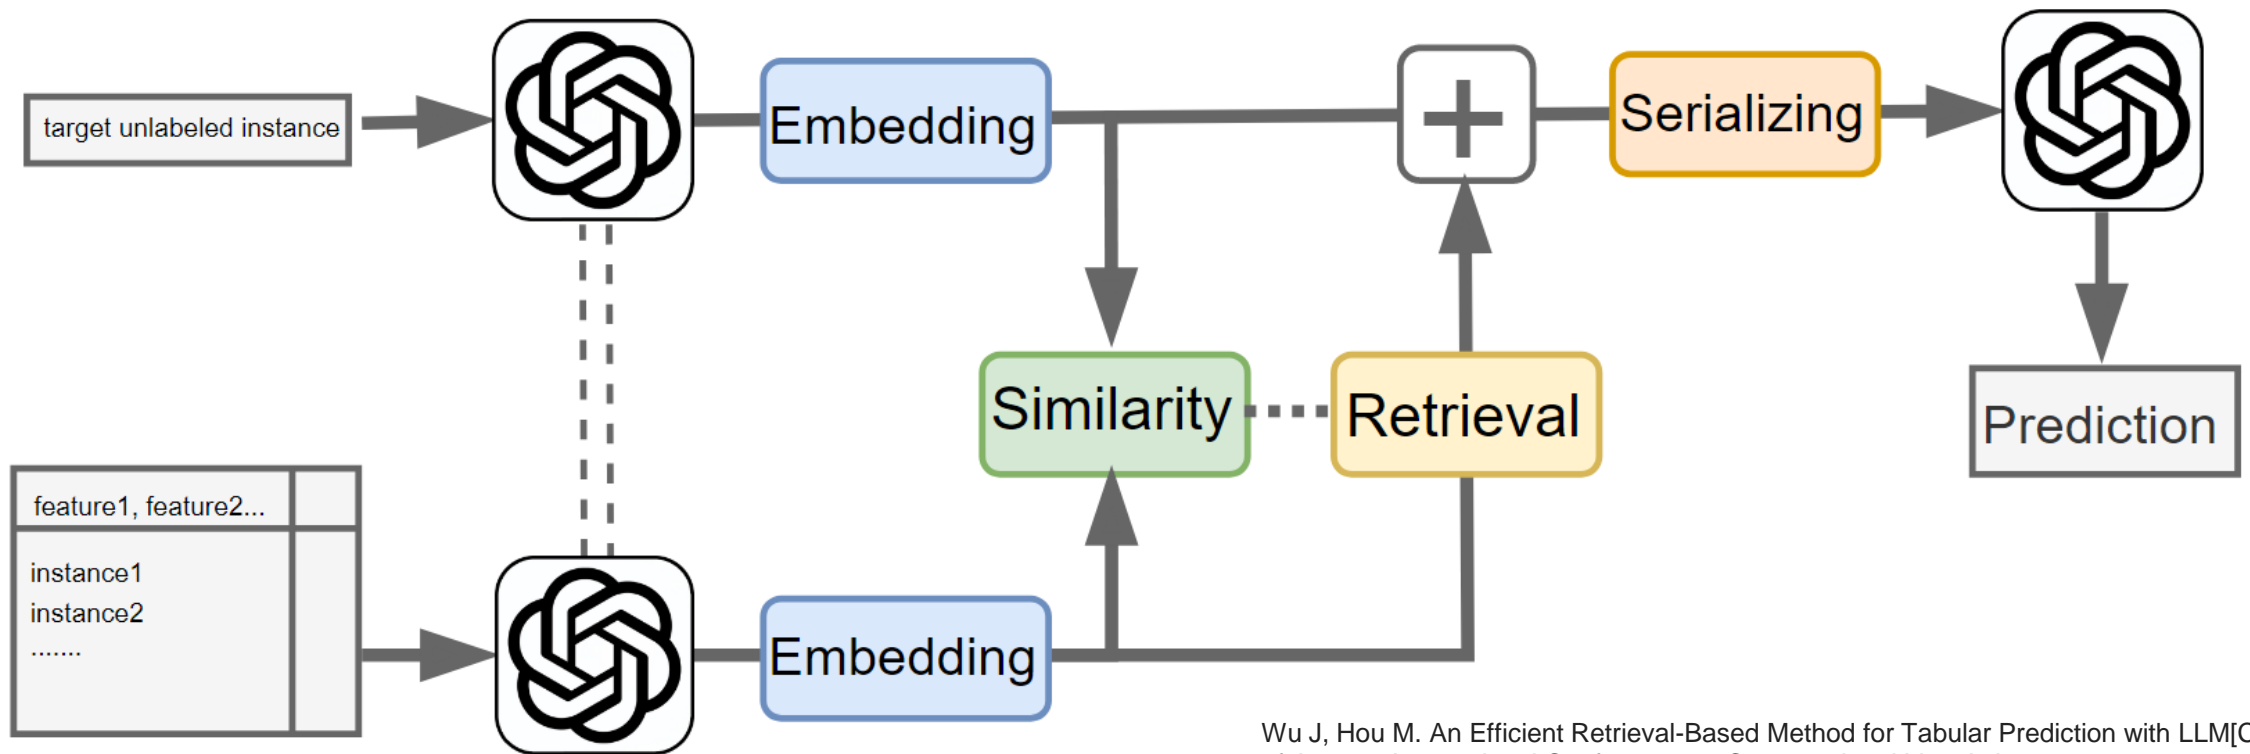 target unlabeled instance
Embedding
+
Serializing
Similarity
Retrieval
Prediction
feature1, feature2...
instance1
instance2
.......
Embedding
Wu J, Hou M. An Efficient Retrieval-Based Method for Tabular Prediction with LLM[C